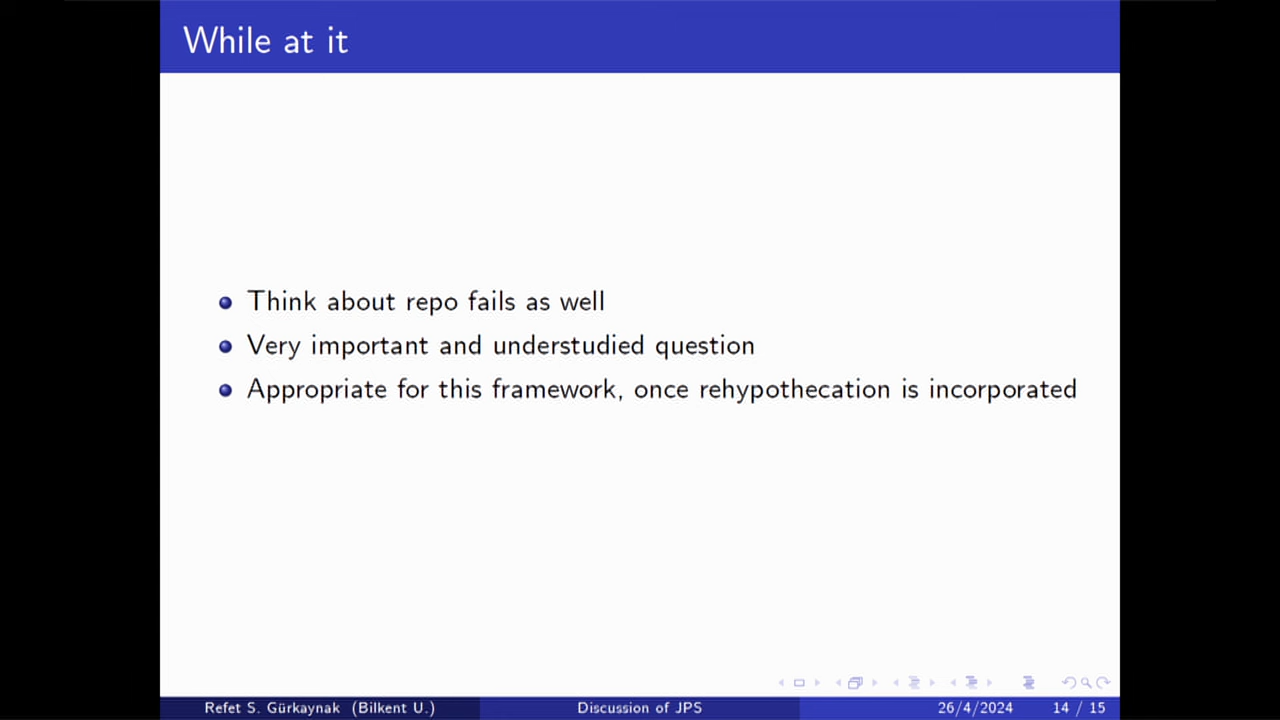 While at it
Think about repo fails as well
Very important and understudied question
Appropriate for this framework, once rehypothecation is incorporated
Refet S. Gürkaynak (Bilkent U.)
Discussion of JPS
26/4/2024
14 / 15